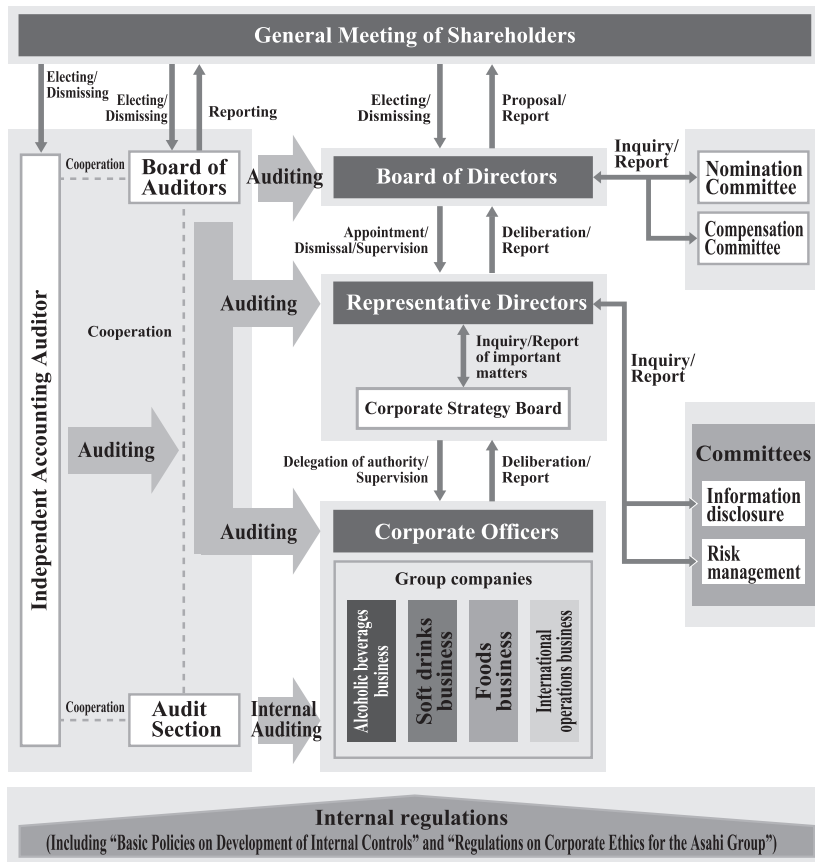 General Meeting of Shareholders
Electing/
Dismissing
Electing/
Dismissing
Reporting
Electing/
Dismissing
Proposal/
Report
Cooperation
Board of
Auditors
Auditing
Board of Directors
Inquiry/
Report
Nomination
Committee
Compensation
Committee
Appointment/
Dismissal/Supervision
Deliberation/
Report
Auditing
Representative Directors
Cooperation
Inquiry/Report
of important
matters
Inquiry/
Report
Corporate Strategy Board
Independent Accounting Auditor
Auditing
Delegation of authority/
Supervision
Deliberation/
Report
Committees
Information
disclosure
Risk
management
Auditing
Corporate Officers
Group companies
Alcoholic beverages
business
Soft drinks
business
Foods
business
International
operations business
Cooperation
Audit
Section
Internal
Auditing
Internal regulations
(Including “Basic Policies on Development of Internal Controls” and “Regulations on Corporate Ethics for the Asahi Group”)